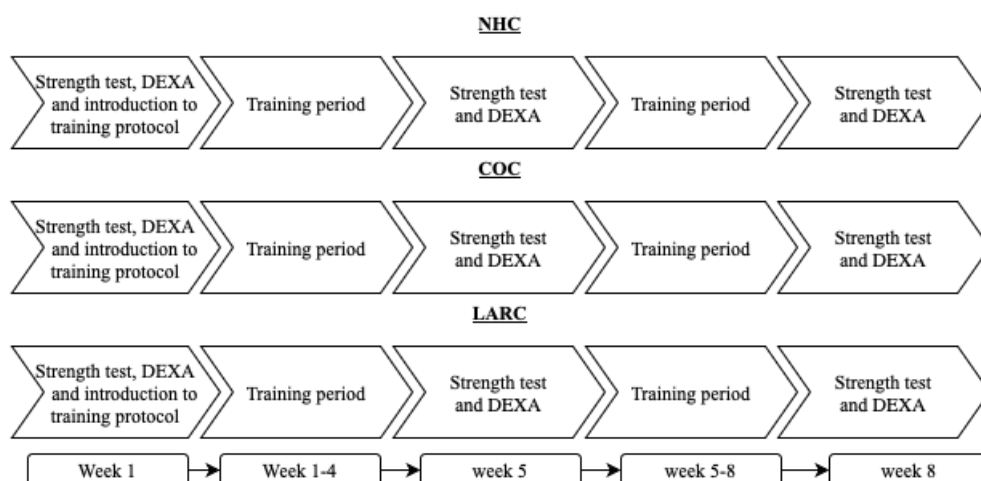 NHC
Strength test, DEXA
and introduction to
training protocol
Training period
Strength test
and DEXA
Training period
Strength test
and DEXA
COC
Strength test, DEXA
and introduction to
training protocol
Training period
Strength test
and DEXA
Training period
Strength test
and DEXA
LARC
Strength test, DEXA
and introduction to
training protocol
Training period
Strength test
and DEXA
Training period
Strength test
and DEXA
Week 1
Week 1-4
week 5
week 5-8
week 8